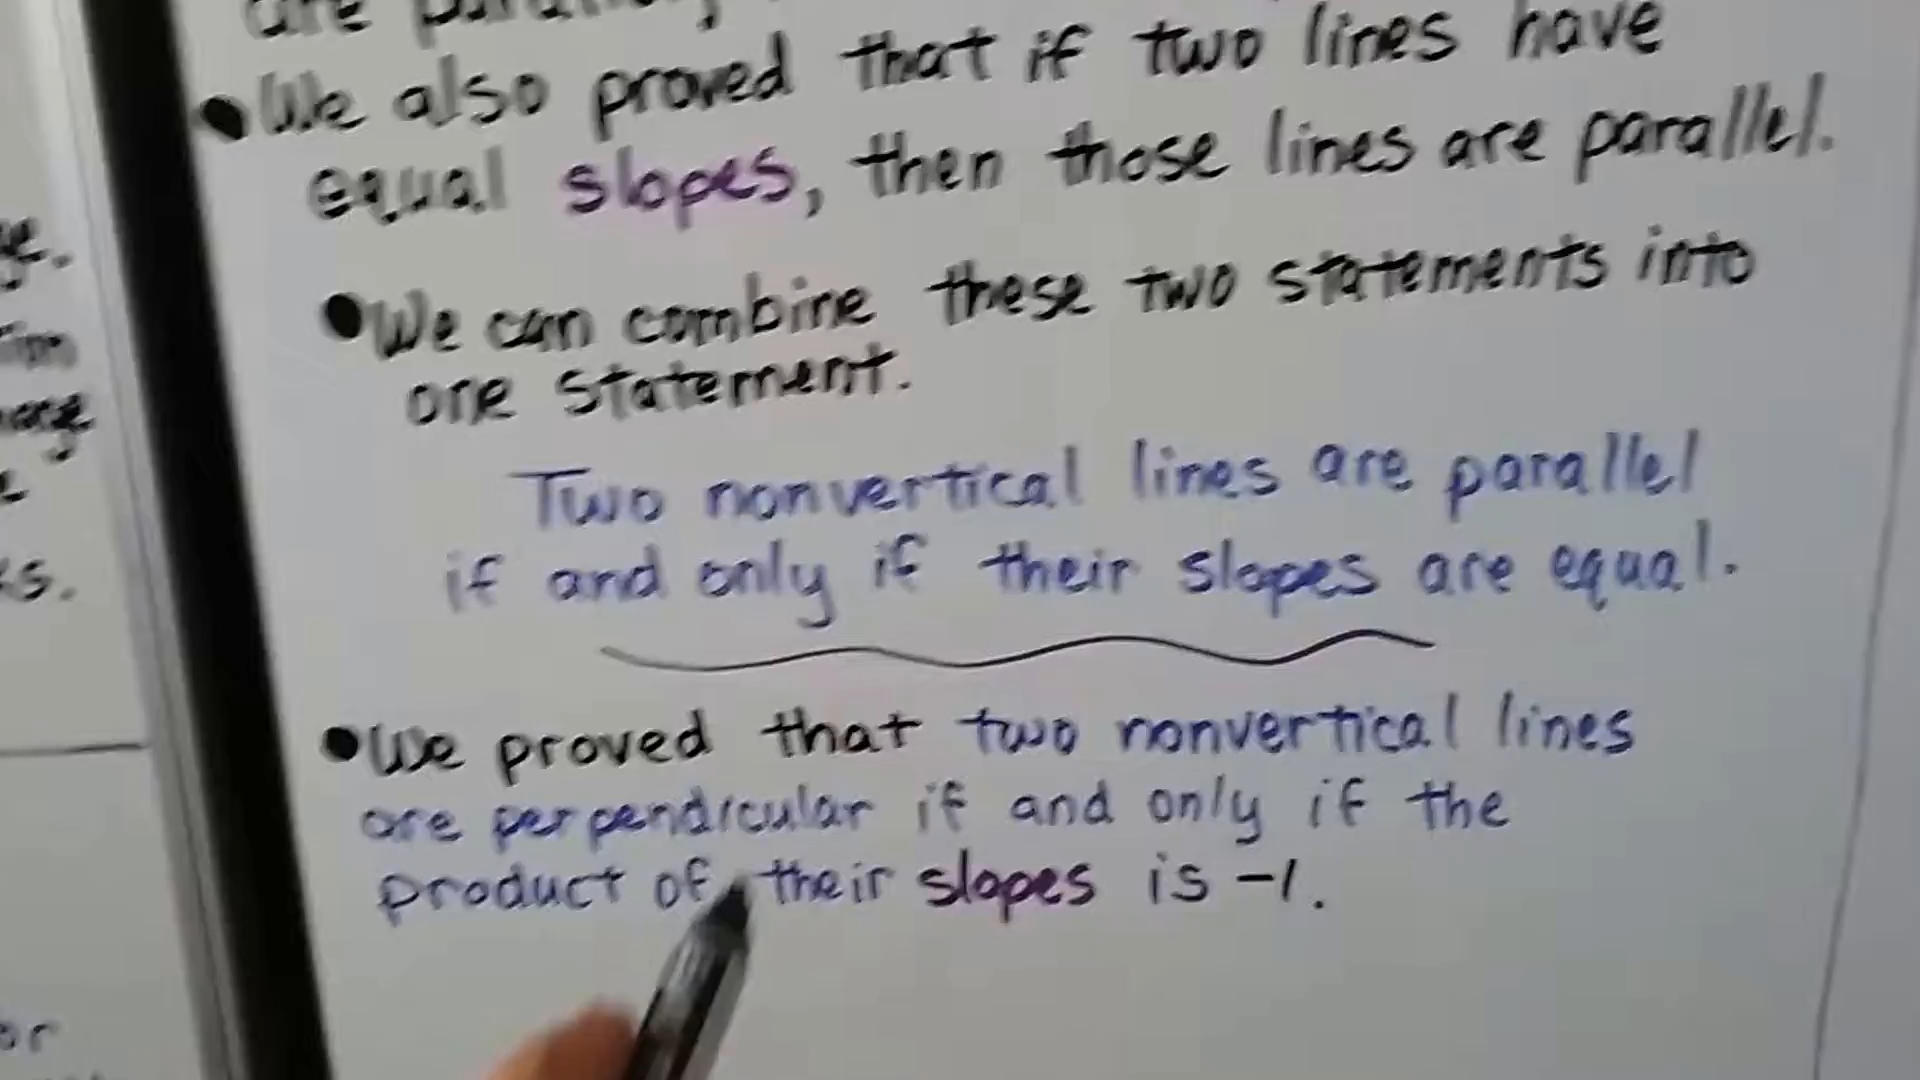 are
• We also proved that if two lines have
equal slopes, then those lines are parallel.
• We can combine these two statements into
one statement.
Two nonvertical lines are parallel
if and only if their slopes are equal.
• We proved that two nonvertical lines
are perpendicular if and only if the
product of their slopes is -1.